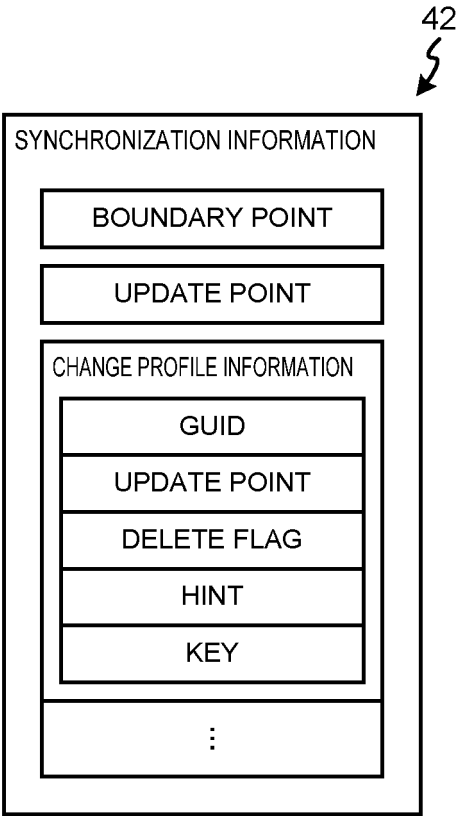 42
SYNCHRONIZATION INFORMATION
BOUNDARY POINT
UPDATE POINT
CHANGE PROFILE INFORMATION
GUID
UPDATE POINT
DELETE FLAG
HINT
KEY
⋮